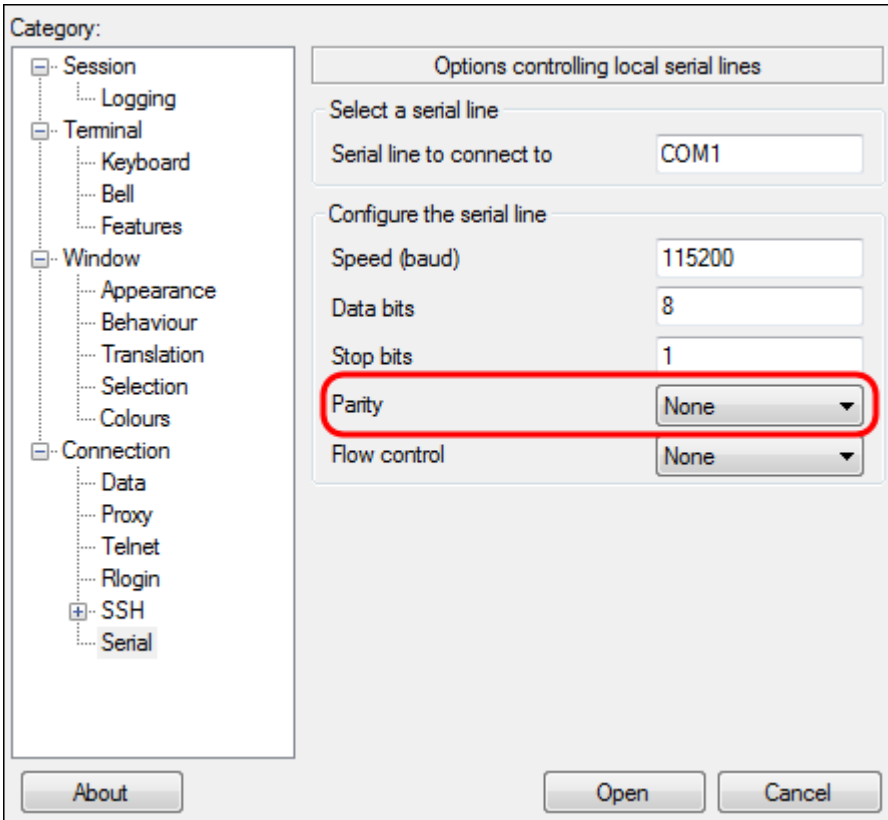 Category:
Session
Logging
Terminal
Keyboard
Bell
Features
Window
Appearance
Behaviour
Translation
Selection
Colours
Connection
Data
Proxy
Telnet
Rlogin
SSH
Serial
Options controlling local serial lines
Select a serial line
Serial line to connect to COM1
Configure the serial line
Speed (baud) 115200
Data bits 8
Stop bits 1
Parity None
Flow control None
About Open Cancel